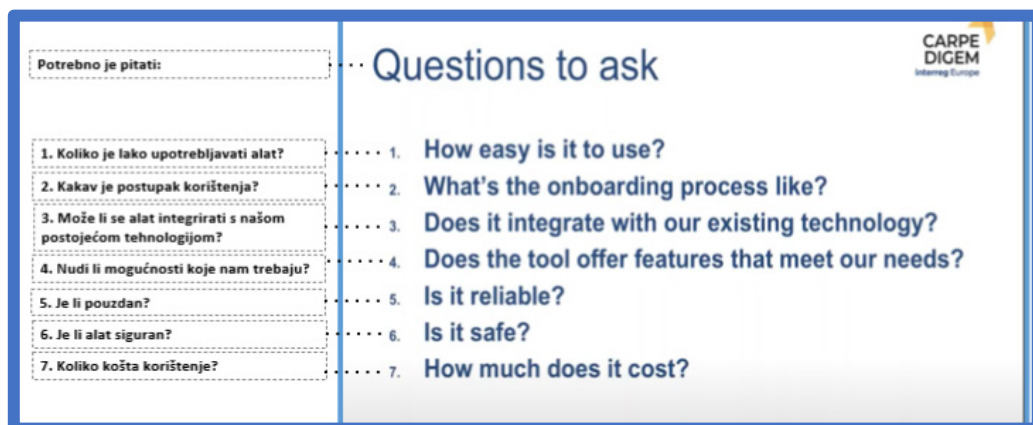 Potrebno je pitati:
Questions to ask
CARPE
DIGEM
Interreg Europe
1. Koliko je lako upotrebljavati alat?
1. How easy is it to use?
2. Kakav je postupak korištenja?
2. What's the onboarding process like?
3. Može li se alat integrirati s našom
postojećom tehnologijom?
3. Does it integrate with our existing technology?
4. Nudi li mogućnosti koje nam trebaju?
4. Does the tool offer features that meet our needs?
5. Je li pouzdan?
5. Is it reliable?
6. Je li alat siguran?
6. Is it safe?
7. Koliko košta korištenje?
7. How much does it cost?